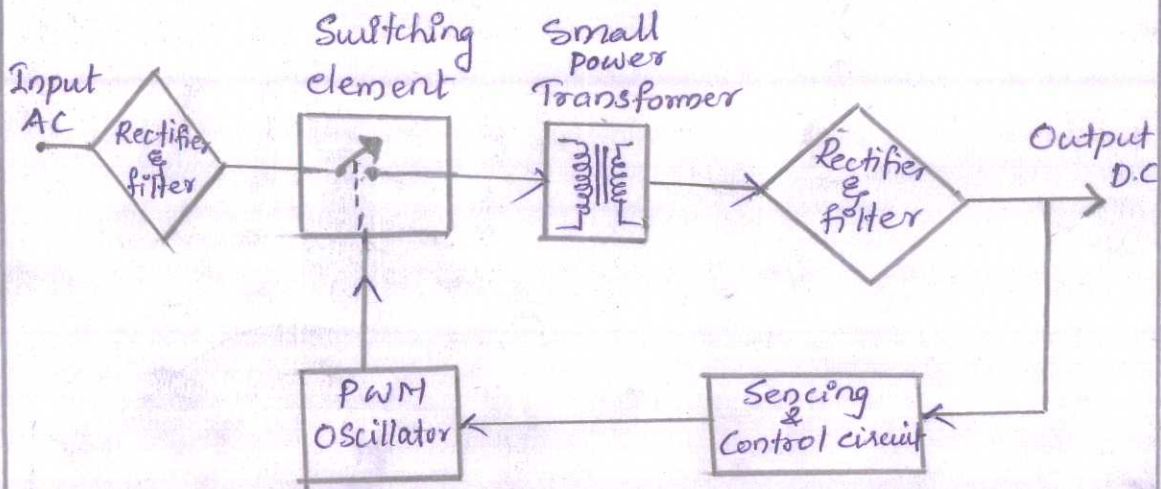 Input
AC
Rectifier
&
filter
Switching
element
Small
power
Transformer
Rectifier
&
filter
Output
D.C
PWM
Oscillator
Sencing
&
Control circuit